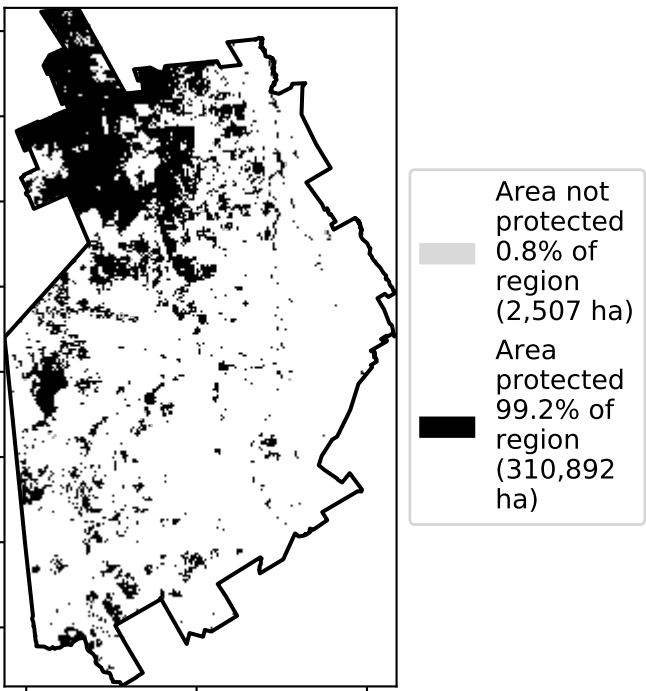 Area not
protected
0.8% of
region
(2,507 ha)
Area
protected
99.2% of
region
(310,892
ha)